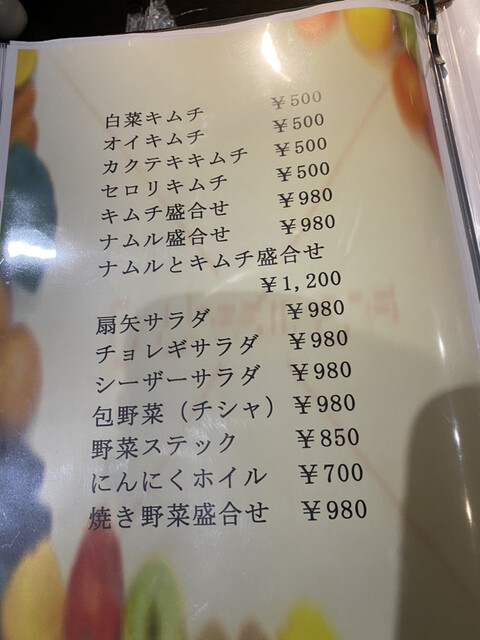 白菜キムチ ￥500
オイキムチ ￥500
カクテキキムチ ￥500
セロリキムチ ￥500
キムチ盛合せ ￥980
ナムル盛合せ ￥980
ナムルとキムチ盛合せ
￥1,200
扇矢サラダ ￥980
チョレギサラダ ￥980
シーザーサラダ ￥980
包野菜（チシャ） ￥980
野菜ステック ￥850
にんにくホイル ￥700
焼き野菜盛合せ ￥980